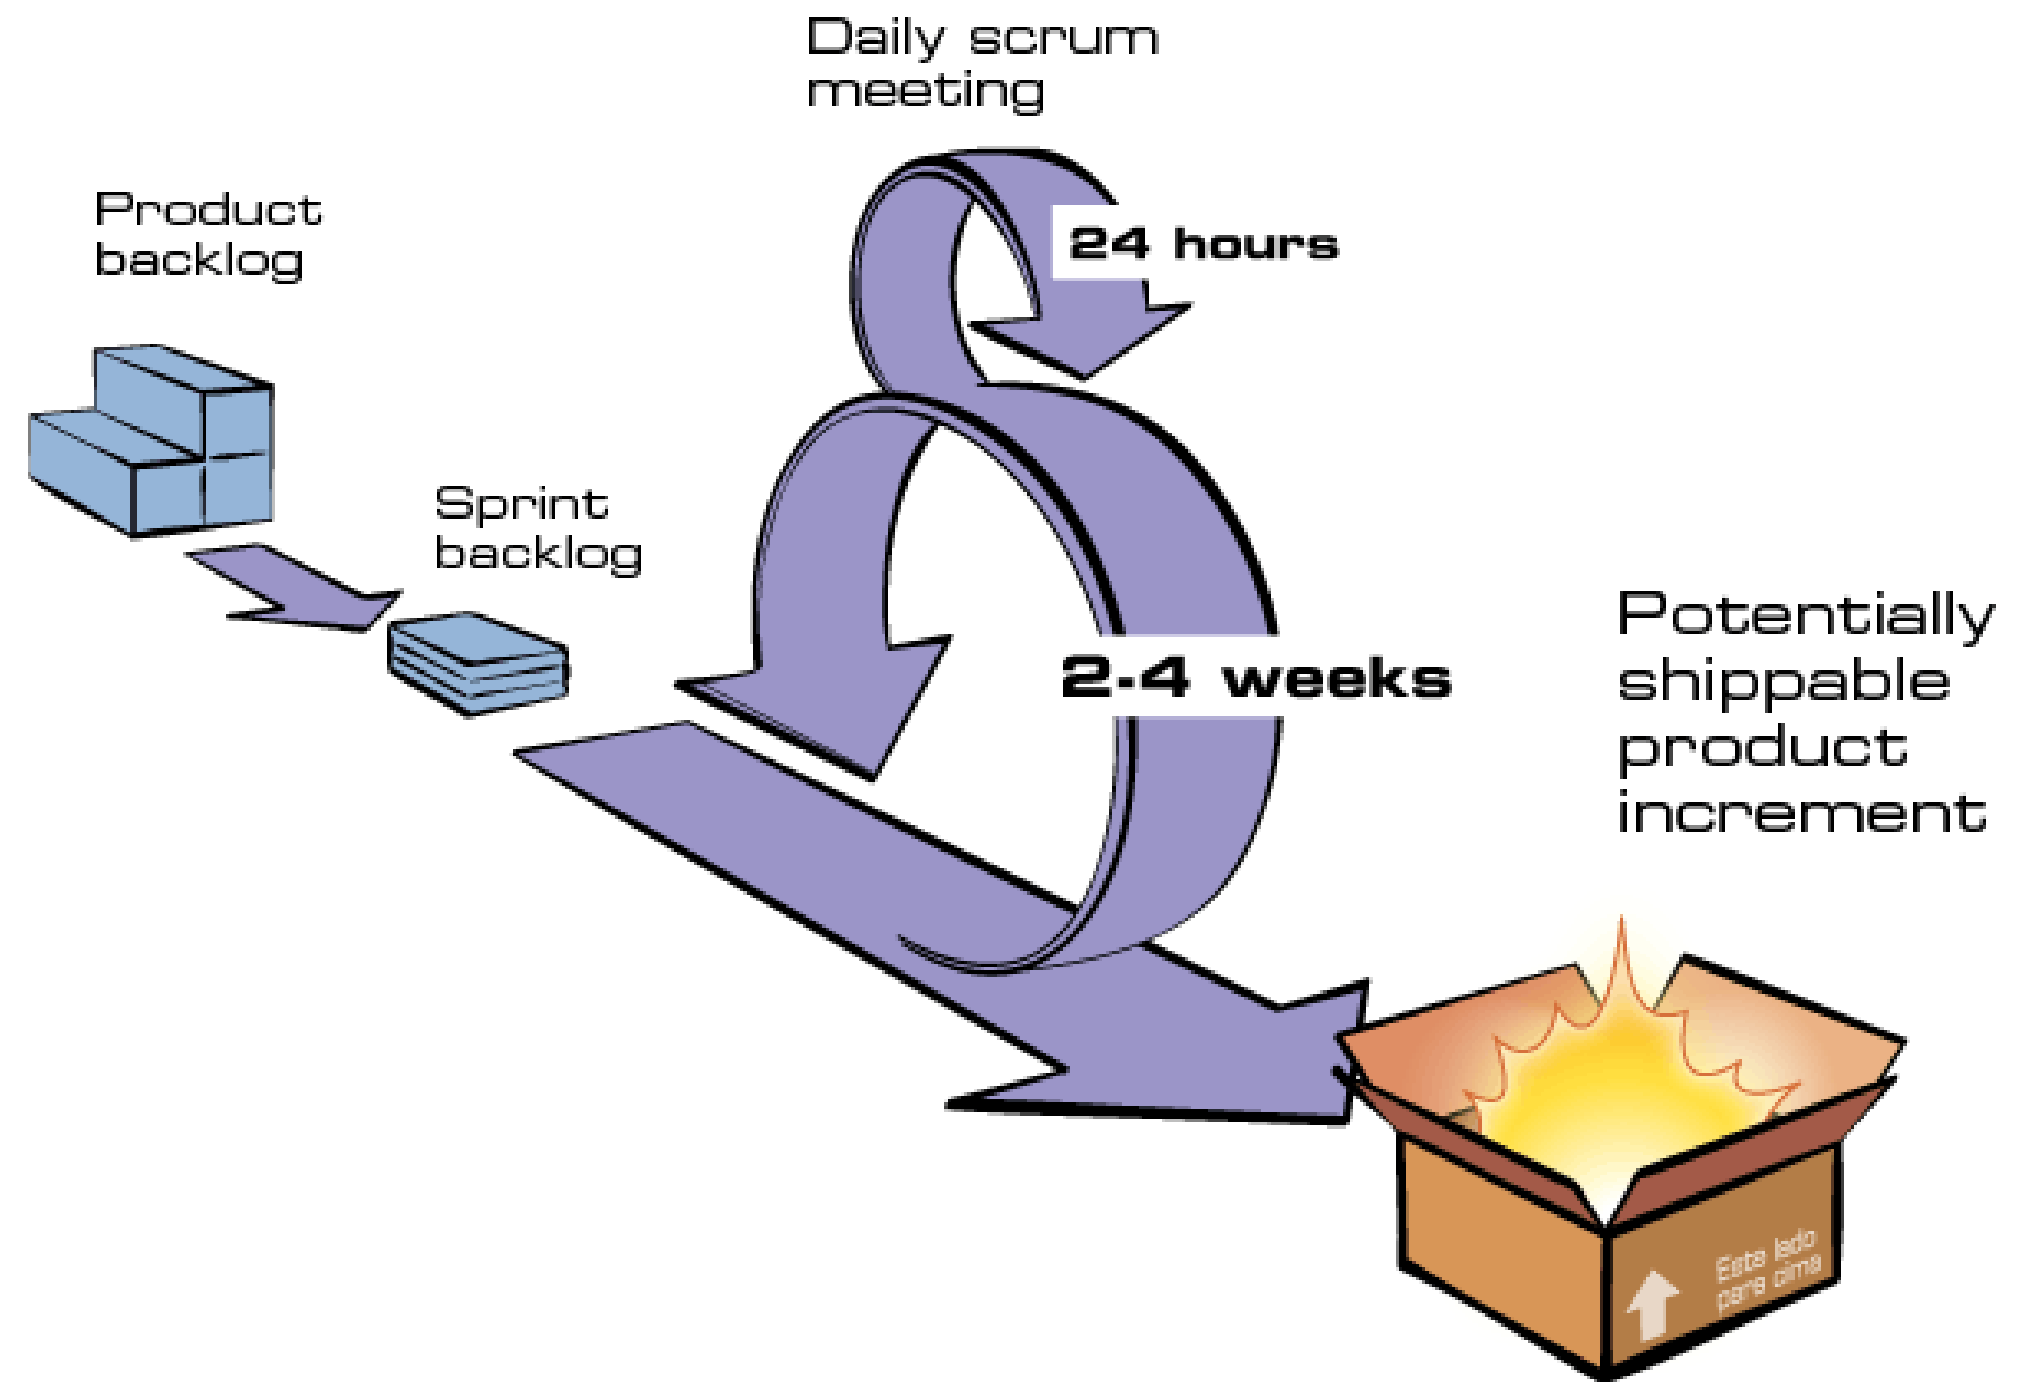 Daily scrum
meeting
24 hours
Product
backlog
Sprint
backlog
2-4 weeks
Potentially
shippable
product
increment
Este lado
para cima